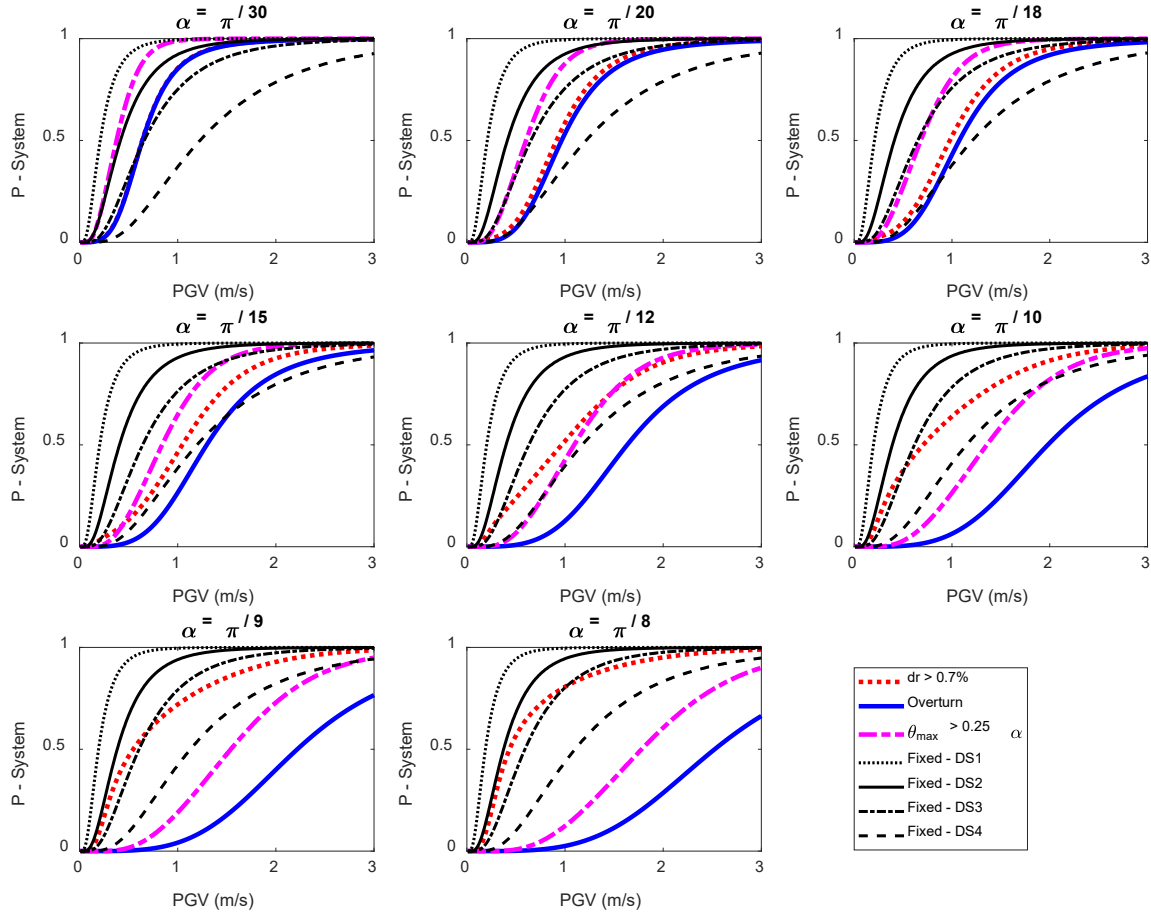 α = π / 30
α = π / 20
α = π / 18
1
0.5
0
0 1 2 3
P - System
PGV (m/s)
1
0.5
0
0 1 2 3
P - System
PGV (m/s)
1
0.5
0
0 1 2 3
P - System
PGV (m/s)
α = π / 15
α = π / 12
α = π / 10
1
0.5
0
0 1 2 3
P - System
PGV (m/s)
1
0.5
0
0 1 2 3
P - System
PGV (m/s)
1
0.5
0
0 1 2 3
P - System
PGV (m/s)
α = π / 9
α = π / 8
1
0.5
0
0 1 2 3
P - System
PGV (m/s)
1
0.5
0
0 1 2 3
P - System
PGV (m/s)
dr > 0.7%
Overturn
θmax > 0.25 α
Fixed - DS1
Fixed - DS2
Fixed - DS3
Fixed - DS4